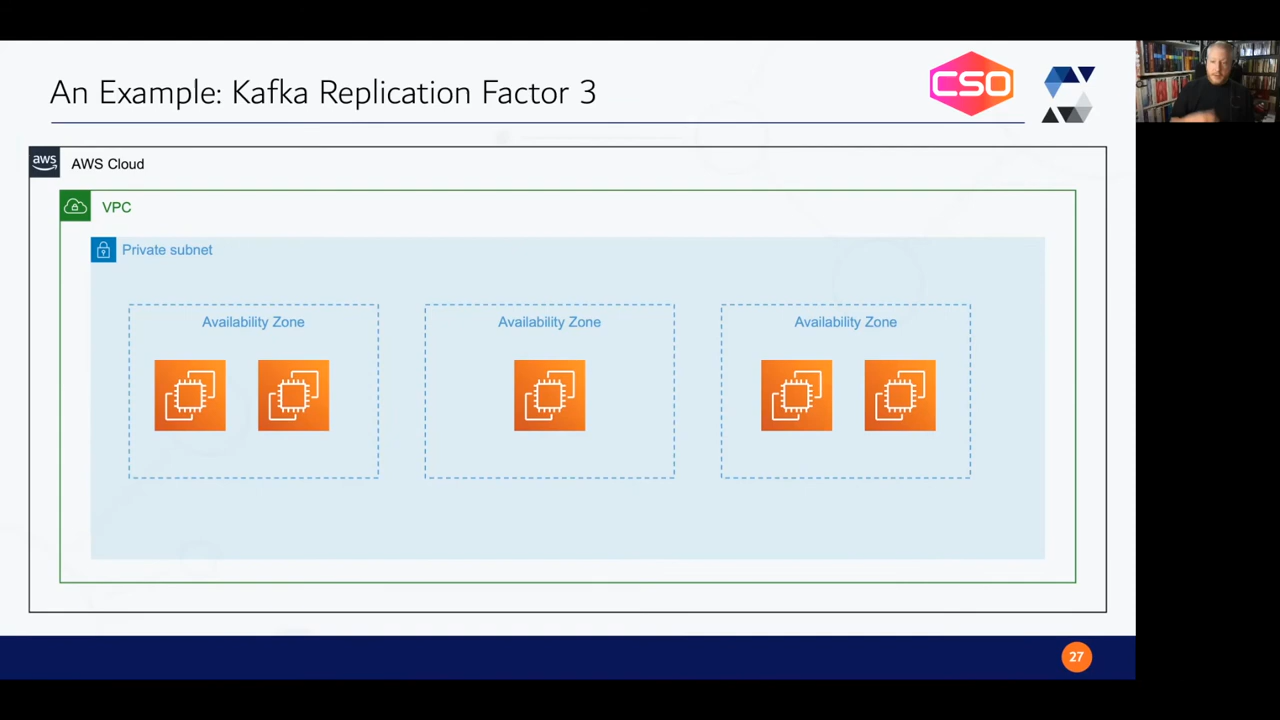 An Example: Kafka Replication Factor 3
CSO
aws
AWS Cloud
VPC
Private subnet
Availability Zone
Availability Zone
Availability Zone
27